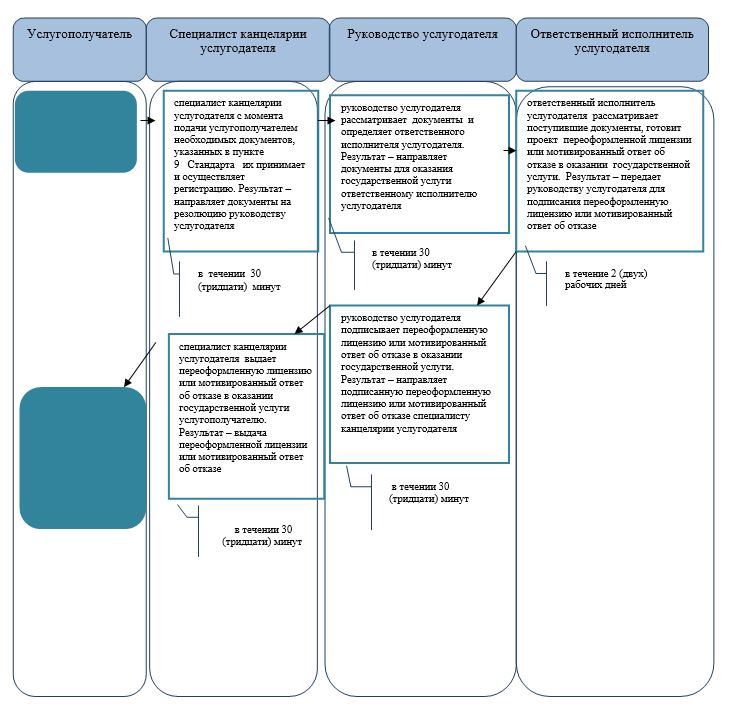 Услугополучатель
Специалист канцелярии
услугодателя
Руководство услугодателя
Ответственный исполнитель
услугодателя
специалист канцелярии
услугодателя с момента
подачи услугополучателем
необходимых документов,
указанных в пункте
9 Стандарта их принимает
и осуществляет
регистрацию. Результат –
направляет документы на
резолюцию руководству
услугодателя
в течении 30
(тридцати) минут
руководство услугодателя
рассматривает документы и
определяет ответственного
исполнителя услугодателя.
Результат – направляет
документы для оказания
государственной услуги
ответственному исполнителю
услугодателя
в течении 30
(тридцати) минут
ответственный исполнитель
услугодателя рассматривает
поступившие документы, готовит
проект переоформленной лицензии
или мотивированный ответ об
отказе в оказании государственной
услуги. Результат – передает
руководству услугодателя для
подписания переоформленную
лицензию или мотивированный
ответ об отказе
в течение 2 (двух)
рабочих дней
руководство услугодателя
подписывает переоформленную
лицензию или мотивированный
ответ об отказе в оказании
государственной услуги.
Результат – направляет
подписанную переоформленную
лицензию или мотивированный
ответ об отказе специалисту
канцелярии услугодателя
в течении 30
(тридцати) минут
специалист канцелярии
услугодателя выдает
переоформленную лицензию
или мотивированный ответ
об отказе в оказании
государственной услуги
услугополучателю.
Результат – выдача
переоформленной лицензии
или мотивированный ответ
об отказе
в течении 30
(тридцати) минут